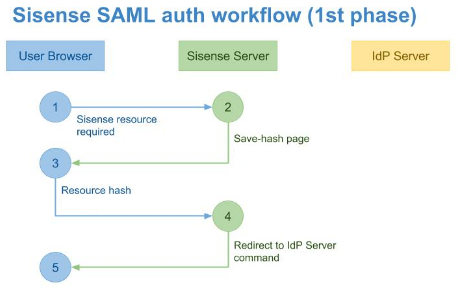 Sisense SAML auth workflow (1st phase)
User Browser
Sisense Server
IdP Server
1
2
Sisense resource
required
Save-hash page
3
Resource hash
4
Redirect to IdP Server
command
5